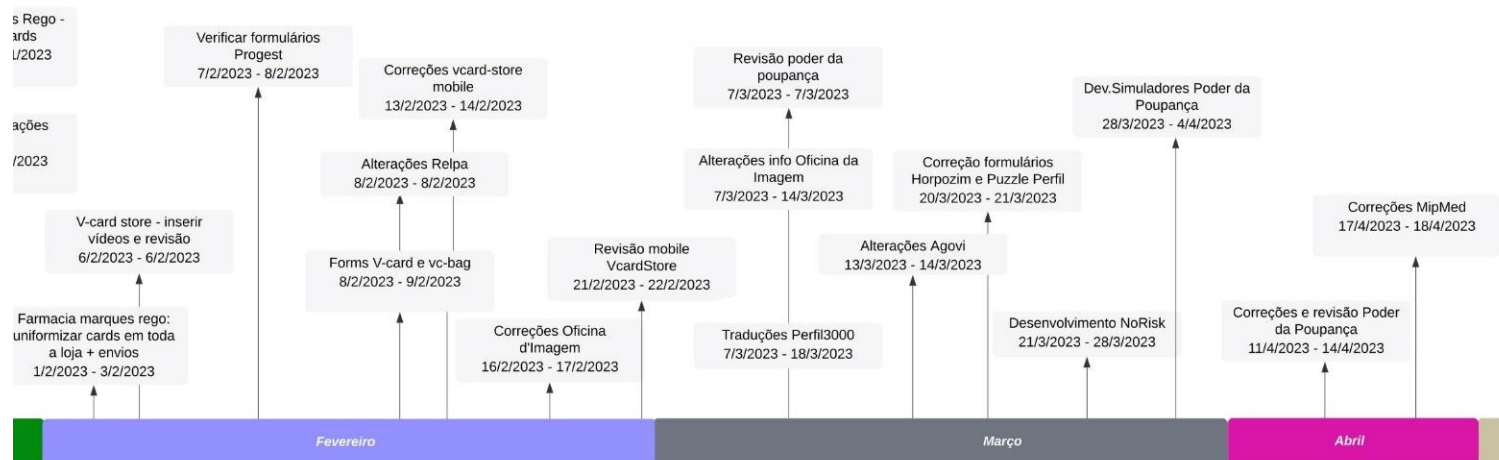 s Rego -
ards
1/2023
ações
/2023
V-card store - inserir
vídeos e revisão
6/2/2023 - 6/2/2023
Farmacia marques rego:
uniformizar cards em toda
a loja + envios
1/2/2023 - 3/2/2023
Verificar formulários
Progest
7/2/2023 - 8/2/2023
Correções vcard-store
mobile
13/2/2023 - 14/2/2023
Alterações Relpa
8/2/2023 - 8/2/2023
Forms V-card e vc-bag
8/2/2023 - 9/2/2023
Correções Oficina
d'Imagem
16/2/2023 - 17/2/2023
Revisão mobile
VcardStore
21/2/2023 - 22/2/2023
Revisão poder da
poupança
7/3/2023 - 7/3/2023
Alterações info Oficina da
Imagem
7/3/2023 - 14/3/2023
Traduções Perfil3000
7/3/2023 - 18/3/2023
Alterações Agovi
13/3/2023 - 14/3/2023
Correção formulários
Horpozim e Puzzle Perfil
20/3/2023 - 21/3/2023
Desenvolvimento NoRisk
21/3/2023 - 28/3/2023
Dev.Simuladores Poder da
Poupança
28/3/2023 - 4/4/2023
Correções e revisão Poder
da Poupança
11/4/2023 - 14/4/2023
Correções MipMed
17/4/2023 - 18/4/2023
Fevereiro
Março
Abril